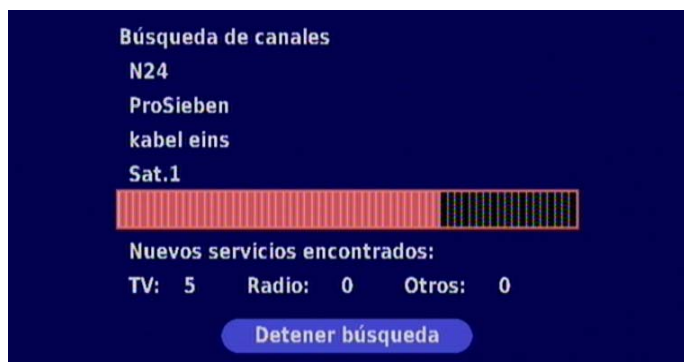 Búsqueda de canales
N24
ProSieben
kabel eins
Sat.1
Nuevos servicios encontrados:
TV: 5 Radio: 0 Otros: 0
Detener búsqueda